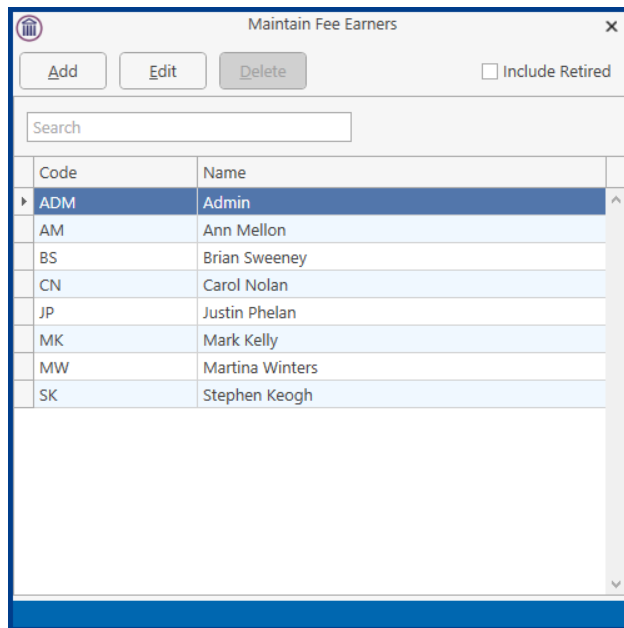 Maintain Fee Earners
Add Edit Delete Include Retired
Search
Code Name
ADM Admin
AM Ann Mellon
BS Brian Sweeney
CN Carol Nolan
JP Justin Phelan
MK Mark Kelly
MW Martina Winters
SK Stephen Keogh